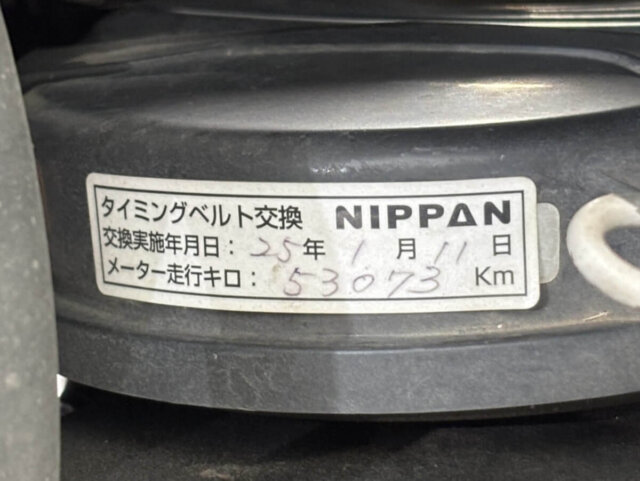 タイミングベルト交換 NIPPAN
交換実施年月日：25年 1月 11日
メーター走行キロ：53073 Km